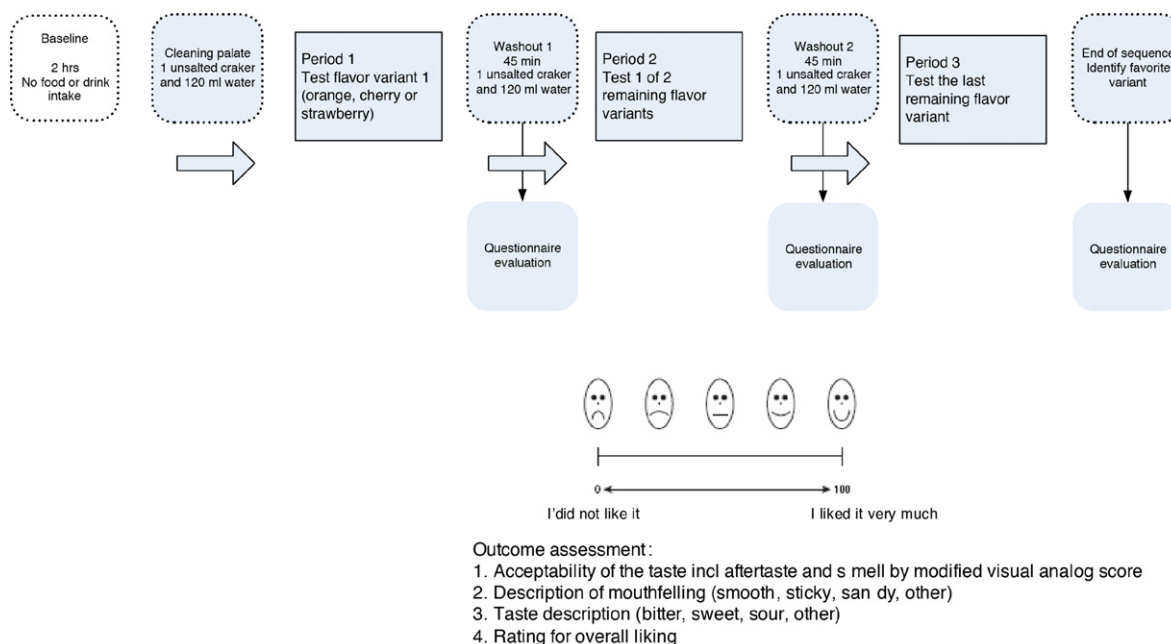 Baseline
2 hrs
No food or drink
intake
Cleaning palate
1 unsalted craker
and 120 ml water
Period 1
Test flavor variant 1
(orange, cherry or
strawberry)
Washout 1
45 min
1 unsalted craker
and 120 ml water
Period 2
Test 1 of 2
remaining flavor
variants
Washout 2
45 min
1 unsalted craker
and 120 ml water
Period 3
Test the last
remaining flavor
variant
End of sequence
Identify favorite
variant
Questionnaire
evaluation
Questionnaire
evaluation
Questionnaire
evaluation
0 100
I'did not like it I liked it very much
Outcome assessment:
1. Acceptability of the taste incl aftertaste and s mell by modified visual analog score
2. Description of mouthfelling (smooth, sticky, san dy, other)
3. Taste description (bitter, sweet, sour, other)
4. Rating for overall liking